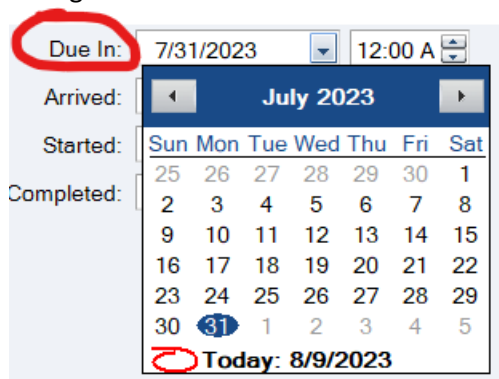 Due In: 7/31/2023 12:00 A
Arrived:
July 2023
Started:
Sun Mon Tue Wed Thu Fri Sat
25 26 27 28 29 30 1
Completed:
2 3 4 5 6 7 8
9 10 11 12 13 14 15
16 17 18 19 20 21 22
23 24 25 26 27 28 29
30 31 1 2 3 4 5
Today: 8/9/2023